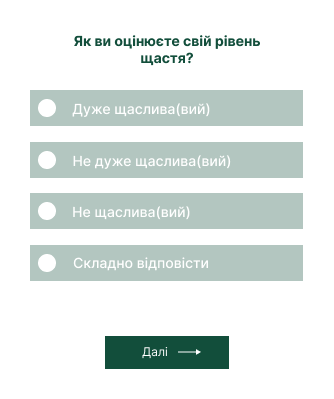 Як ви оцінюєте свій рівень
щастя?
Дуже щаслива(вий)
Не дуже щаслива(вий)
Не щаслива(вий)
Складно відповісти
Далі